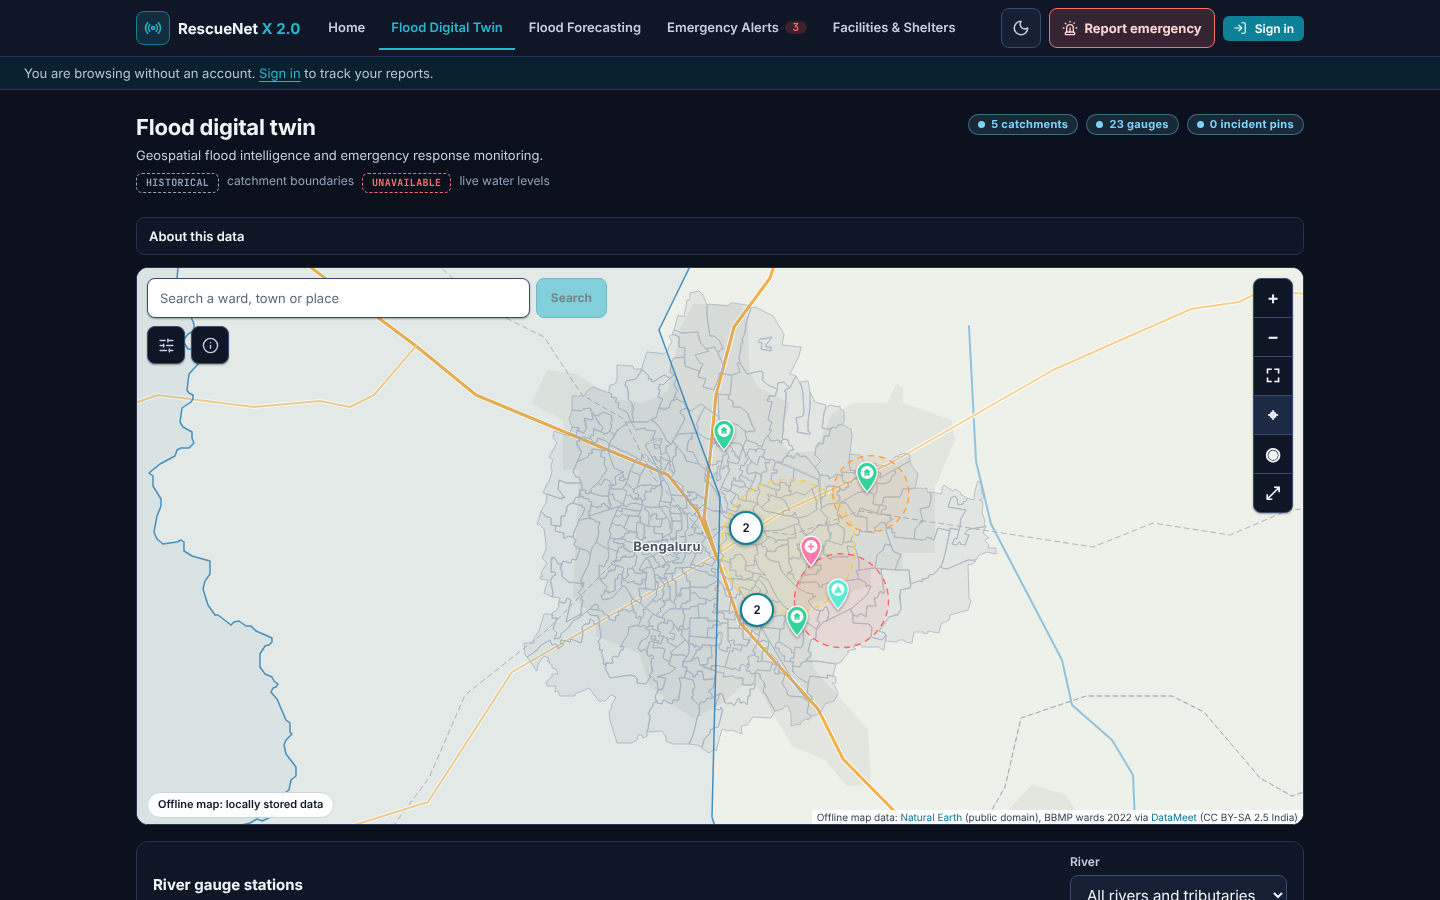 RescueNet X 2.0
Home
Flood Digital Twin
Flood Forecasting
Emergency Alerts 3
Facilities & Shelters
Report emergency
Sign in
You are browsing without an account. Sign in to track your reports.
Flood digital twin
5 catchments
23 gauges
0 incident pins
Geospatial flood intelligence and emergency response monitoring.
HISTORICAL catchment boundaries UNAVAILABLE live water levels
About this data
Search a ward, town or place
Search
2
Bengaluru
2
Offline map: locally stored data
Offline map data: Natural Earth (public domain), BBMP wards 2022 via DataMeet (CC BY-SA 2.5 India)
River
River gauge stations
All rivers and tributaries